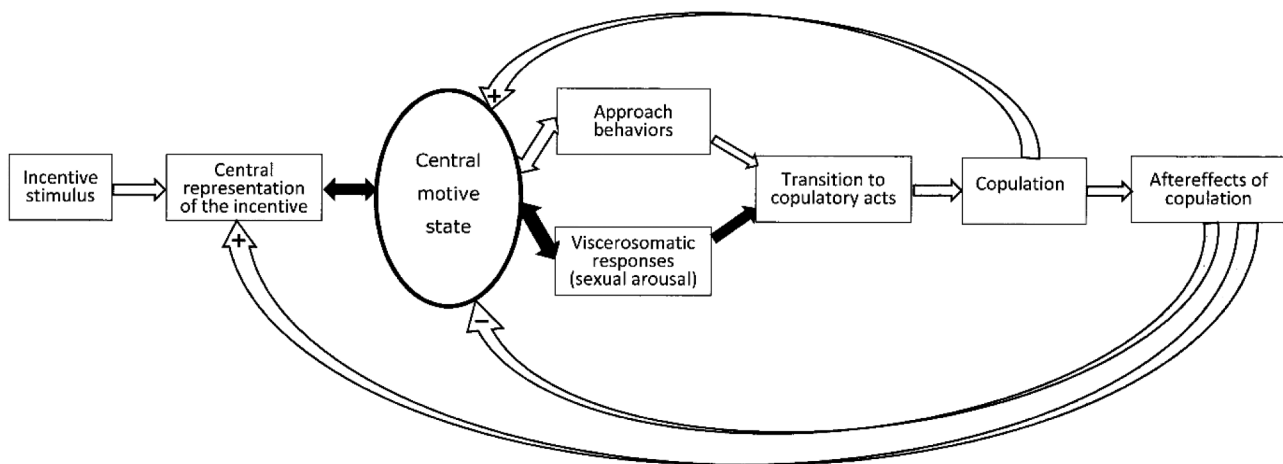 Incentive
stimulus
Central
representation
of the incentive
Central
motive
state
+
−
+
Approach
behaviors
Viscerosomatic
responses
(sexual arousal)
Transition to
copulatory acts
Copulation
Aftereffects of
copulation